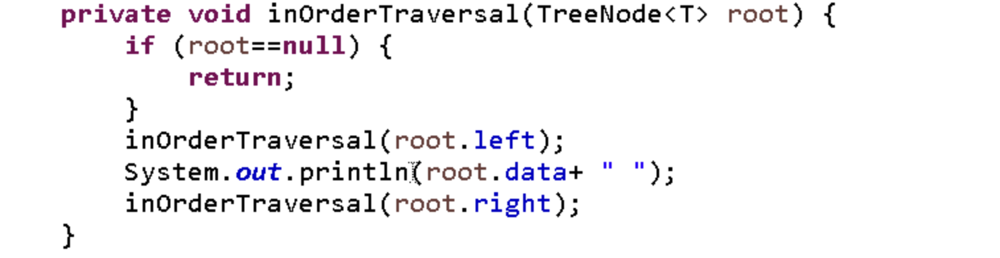 private void inOrderTraversal(TreeNode<T> root) {
if (root==null) {
return;
}
inOrderTraversal(root.left);
System.out.println(root.data+ " ");
inOrderTraversal(root.right);
}